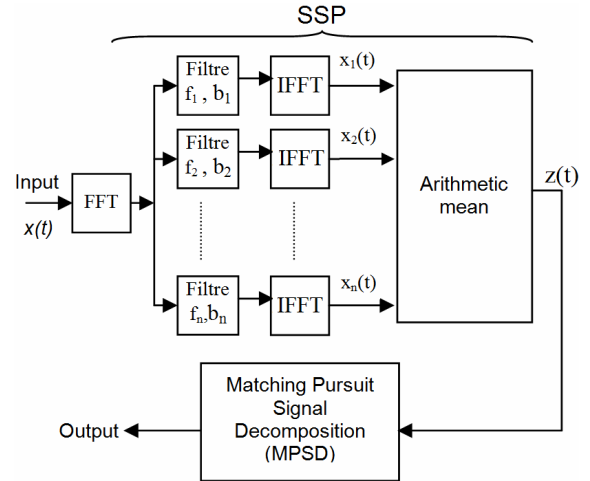 SSP
Input
x(t)
FFT
Filtre
f₁ , b₁
IFFT
x₁(t)
Filtre
f₂ , b₂
IFFT
x₂(t)
Filtre
fₙ,bₙ
IFFT
xₙ(t)
Arithmetic
mean
z(t)
Matching Pursuit
Signal
Decomposition
(MPSD)
Output